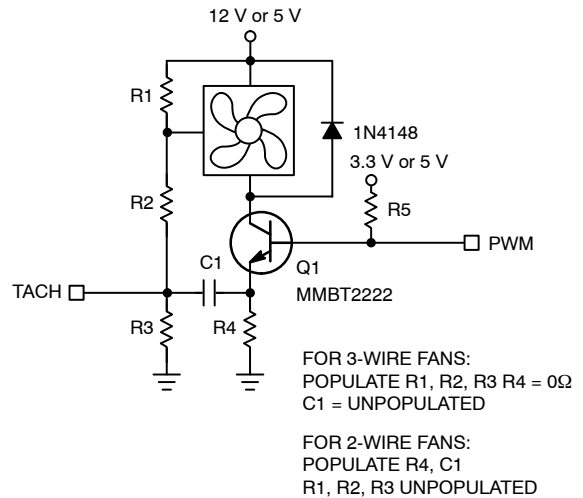 12 V or 5 V
R1
1N4148
3.3 V or 5 V
R2
R5
PWM
C1
Q1
TACH
MMBT2222
R3
R4
FOR 3-WIRE FANS:
POPULATE R1, R2, R3 R4 = 0Ω
C1 = UNPOPULATED
FOR 2-WIRE FANS:
POPULATE R4, C1
R1, R2, R3 UNPOPULATED